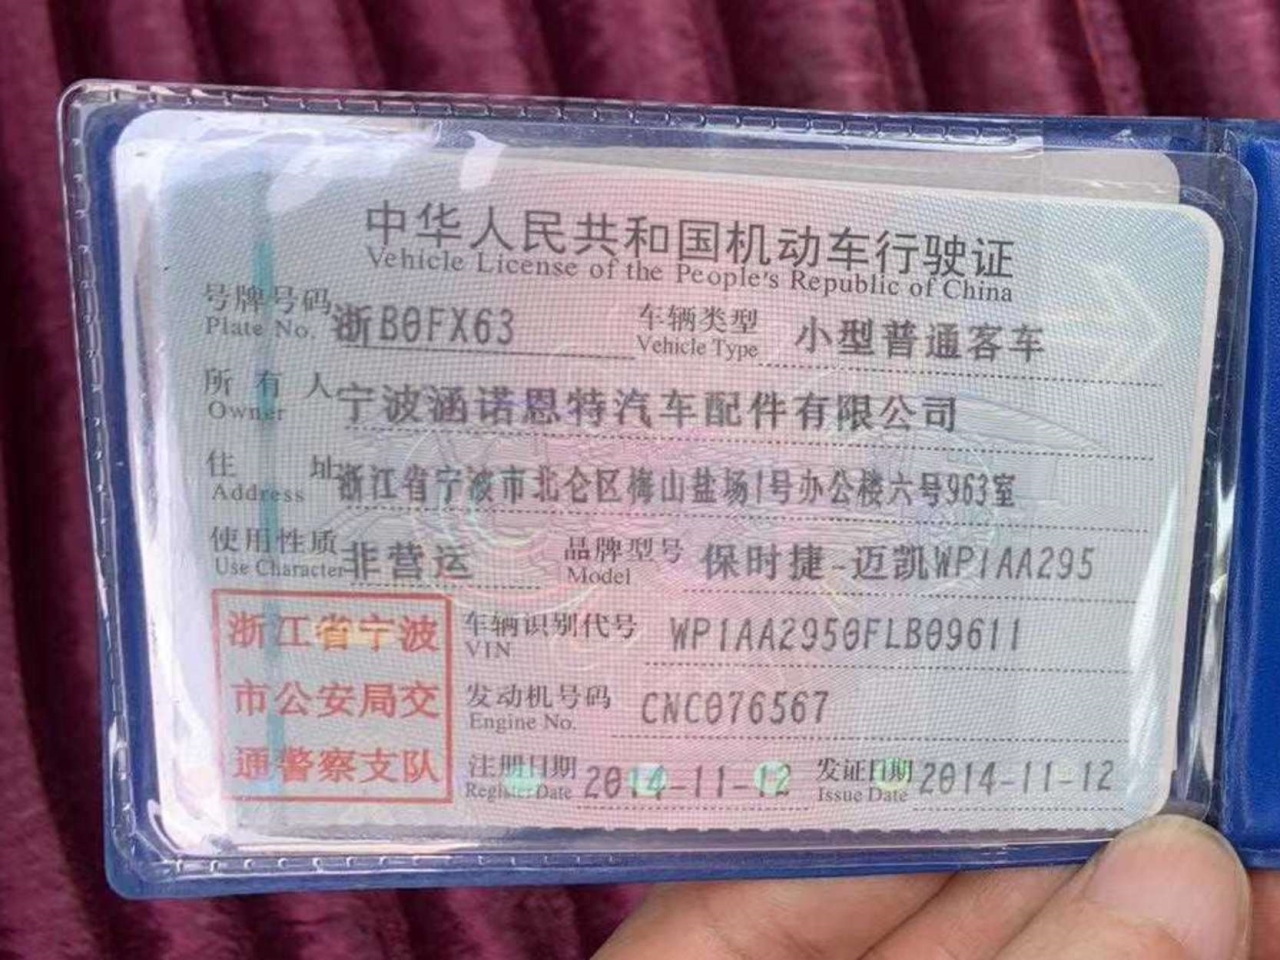 中华人民共和国机动车行驶证
Vehicle License of the People's Republic of China
号牌号码 浙B0FX63 车辆类型 小型普通客车
Plate No. Vehicle Type
所有人 宁波涵诺恩特汽车配件有限公司
Owner
住址 浙江省宁波市北仑区梅山盐场1号办公楼六号963室
Address
使用性质 非营运 品牌型号 保时捷-迈凯WP1AA295
Use Character Model
浙江省宁波
市公安局交
通警察支队
车辆识别代号 WP1AA2950FLB09611
VIN
发动机号码 CNC076567
Engine No.
注册日期 2014-11-12 发证日期 2014-11-12
Register Date Issue Date